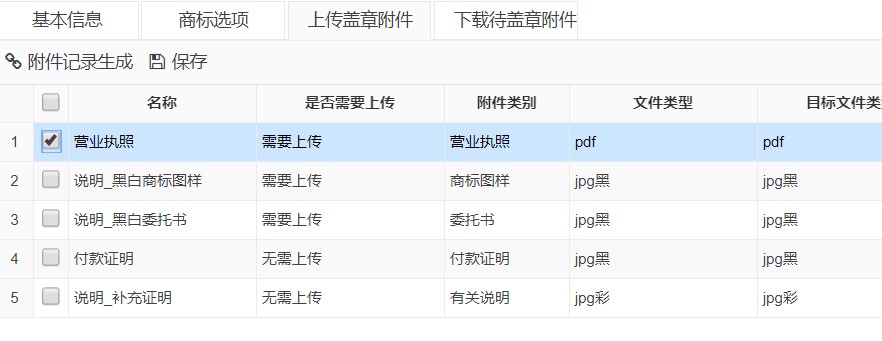 基本信息 商标选项 上传盖章附件 下载待盖章附件
附件记录生成 保存
名称 是否需要上传 附件类别 文件类型 目标文件类
1 营业执照 需要上传 营业执照 pdf pdf
2 说明_黑白商标图样 需要上传 商标图样 jpg黑 jpg黑
3 说明_黑白委托书 需要上传 委托书 jpg黑 jpg黑
4 付款证明 无需上传 付款证明 jpg黑 jpg黑
5 说明_补充证明 无需上传 有关说明 jpg彩 jpg彩